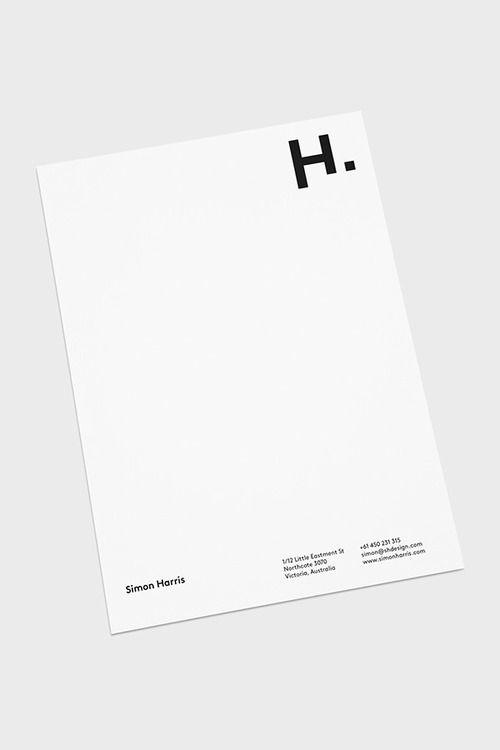 H.
Simon Harris
1/12 Little Eastment St
Northcote 3070
Victoria, Australia
+61 450 231 315
simon@shdesign.com
www.simonharris.com